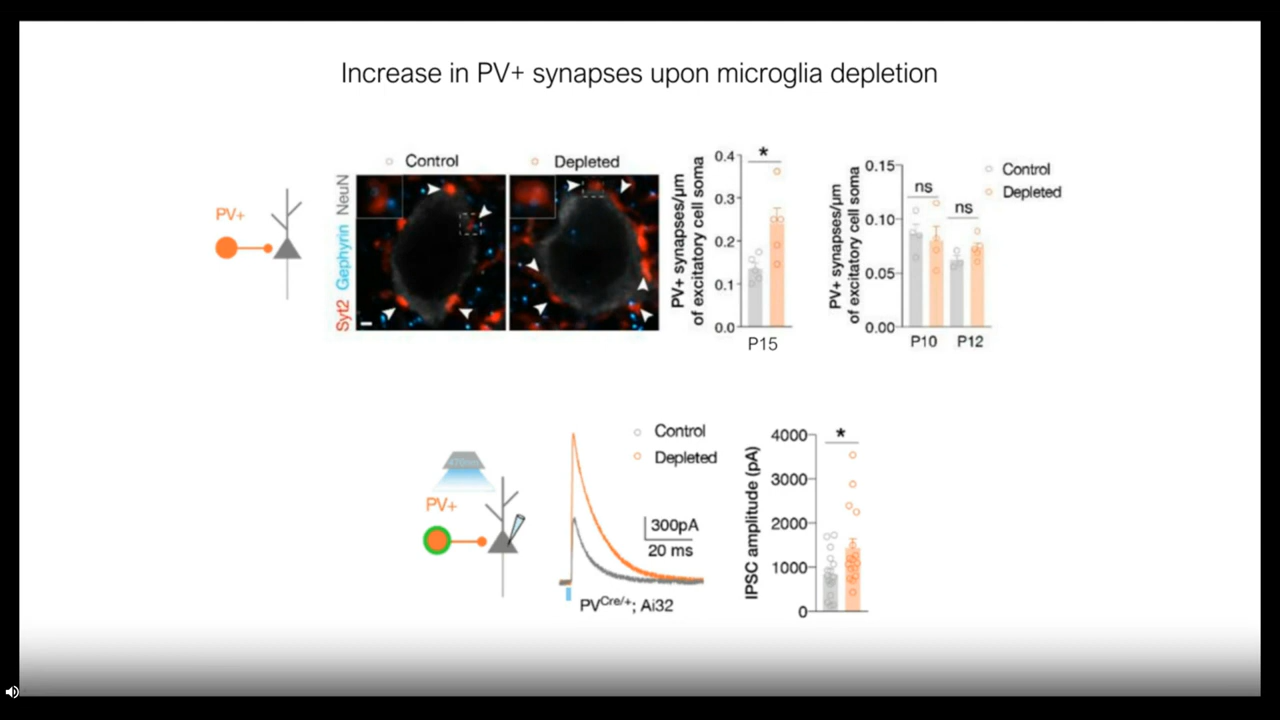 Increase in PV+ synapses upon microglia depletion
PV+
Syt2 Gephyrin NeuN
Control
Depleted
PV+ synapses/μm
of excitatory cell soma
0.4
0.3
0.2
0.1
0.0
*
P15
PV+ synapses/μm
of excitatory cell soma
0.15
0.10
0.05
0.00
ns
ns
P10
P12
Control
Depleted
470nm
PV+
Control
Depleted
300pA
20 ms
PVCre/+; Ai32
IPSC amplitude (pA)
4000
3000
2000
1000
0
*